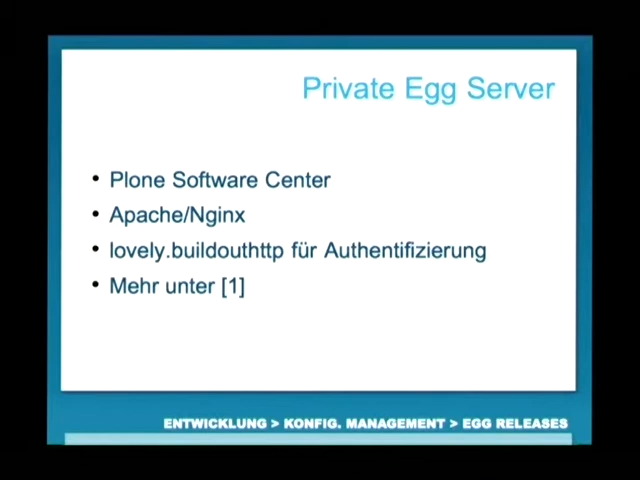 Private Egg Server
• Plone Software Center
• Apache/Nginx
• lovely.buildouthttp für Authentifizierung
• Mehr unter [1]
ENTWICKLUNG > KONFIG. MANAGEMENT > EGG RELEASES